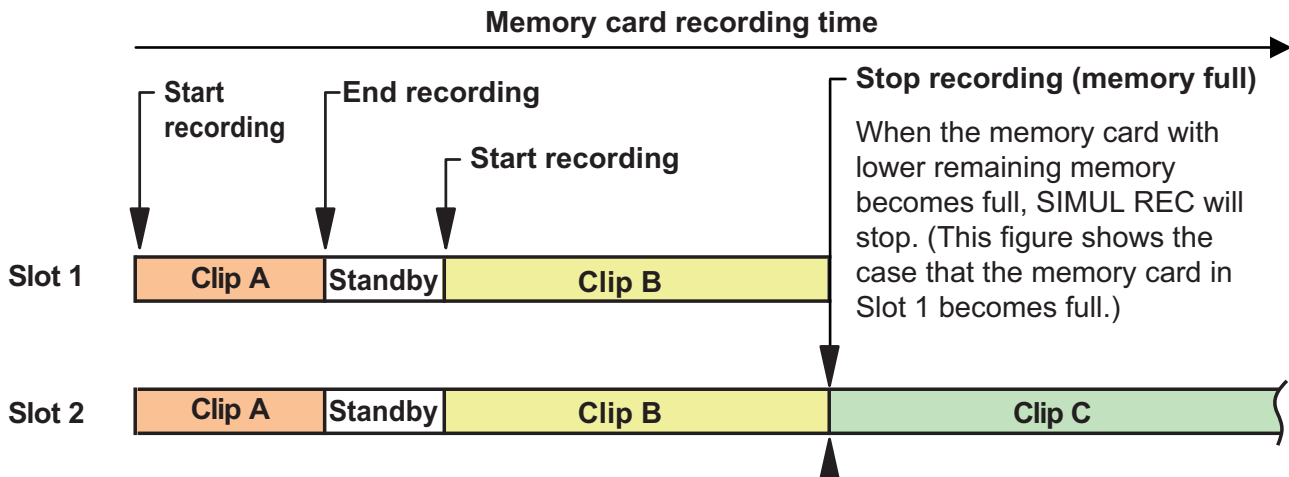 Memory card recording time
Start
recording
End recording
Start recording
Stop recording (memory full)
When the memory card with
lower remaining memory
becomes full, SIMUL REC will
stop. (This figure shows the
case that the memory card in
Slot 1 becomes full.)
Slot 1
Clip A
Standby
Clip B
Slot 2
Clip A
Standby
Clip B
Clip C